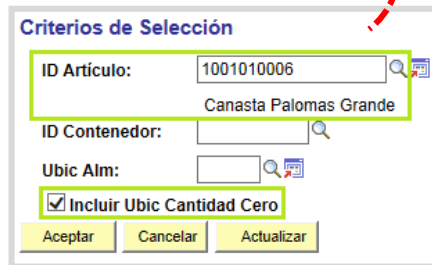 Criterios de Selección
ID Artículo: 1001010006
Canasta Palomas Grande
ID Contenedor:
Ubic Alm:
Incluir Ubic Cantidad Cero
Aceptar Cancelar Actualizar